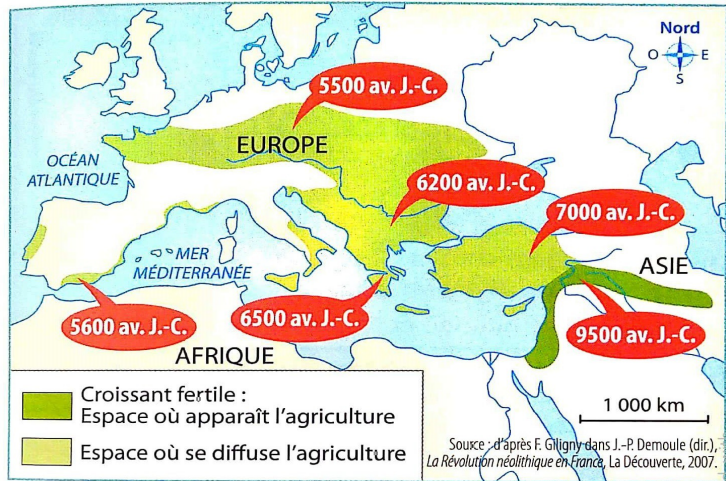 Nord
O
E
S
5500 av. J.-C.
EUROPE
OCÉAN
ATLANTIQUE
6200 av. J.-C.
7000 av. J.-C.
MER
MÉDITERRANÉE
ASIE
5600 av. J.-C.
6500 av. J.-C.
9500 av. J.-C.
AFRIQUE
Croissant fertile :
Espace où apparaît l'agriculture
Espace où se diffuse l'agriculture
1 000 km
Source : d'après F. Giligny dans J.-P. Demoule (dir.),
La Révolution néolithique en France, La Découverte, 2007.